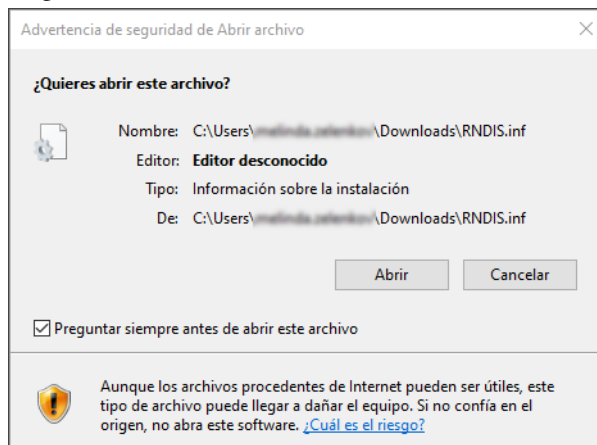 Advertencia de seguridad de Abrir archivo
¿Quieres abrir este archivo?
Nombre: C:\Users\ \Downloads\RNDIS.inf
Editor: Editor desconocido
Tipo: Información sobre la instalación
De: C:\Users\ \Downloads\RNDIS.inf
Abrir Cancelar
Preguntar siempre antes de abrir este archivo
Aunque los archivos procedentes de Internet pueden ser útiles, este
tipo de archivo puede llegar a dañar el equipo. Si no confía en el
origen, no abra este software. ¿Cuál es el riesgo?